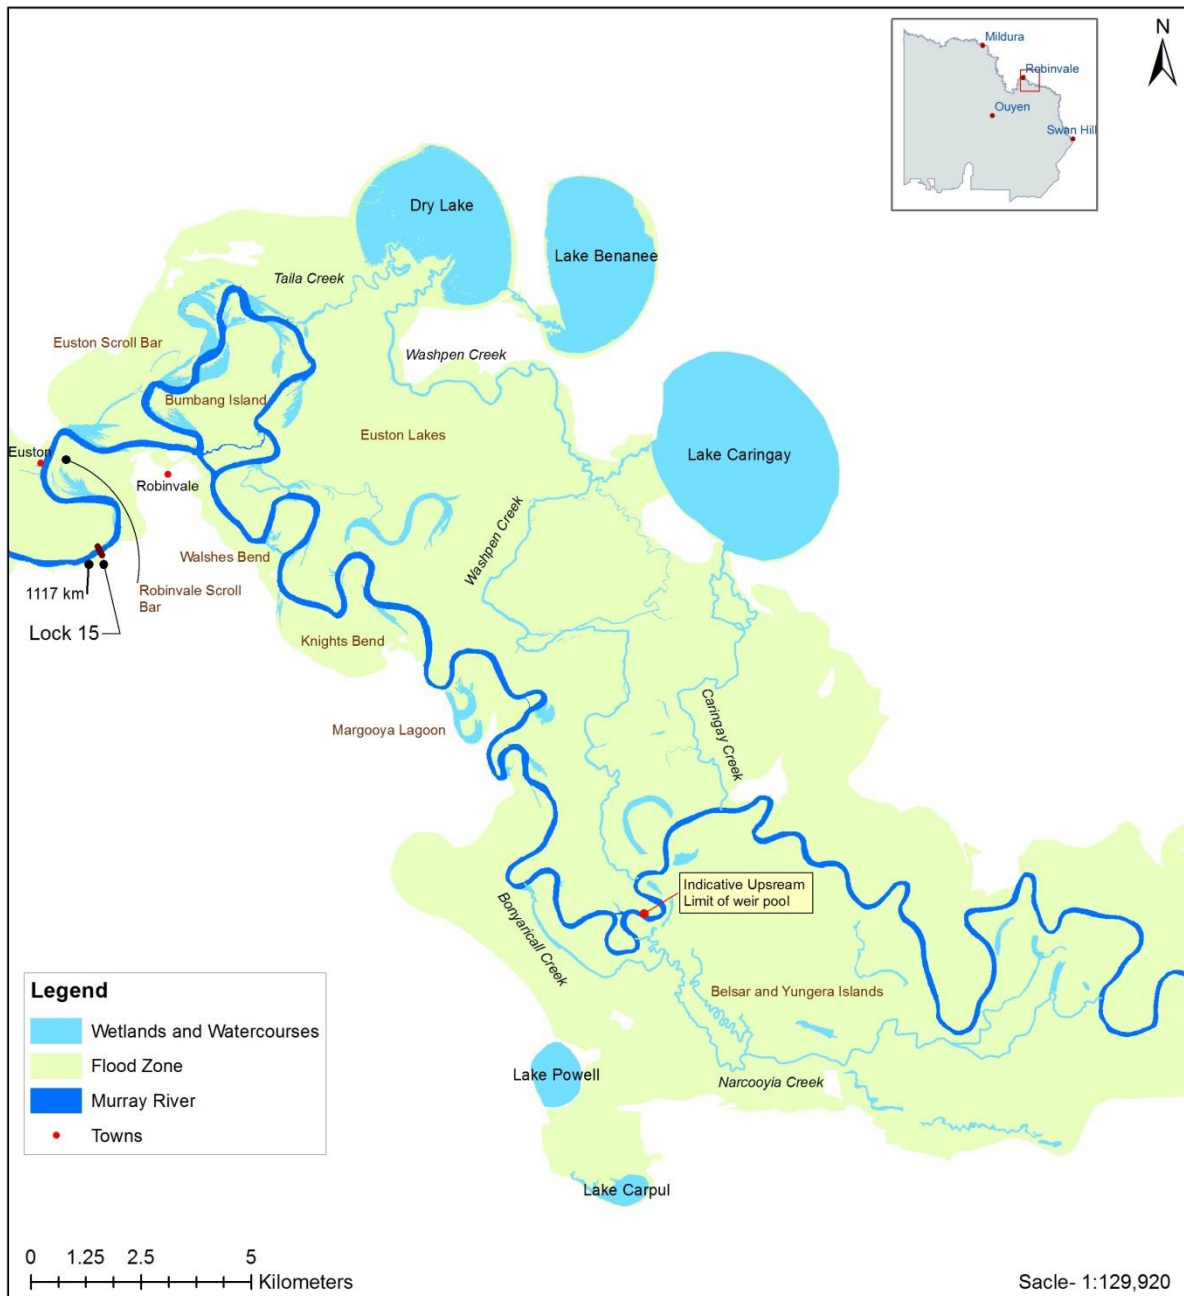 N
Mildura
Robinvale
Ouyen
Swan Hill
Dry Lake
Lake Benanee
Taila Creek
Euston Scroll Bar
Washpen Creek
Bumbang Island
Euston Lakes
Euston
Lake Caringay
Robinvale
Washpen Creek
Walshes Bend
1117 km
Robinvale Scroll
Bar
Lock 15
Knights Bend
Caringay Creek
Margooya Lagoon
Indicative Upsream
Limit of weir pool
Bonyaricall Creek
Belsar and Yungera Islands
Legend
Wetlands and Watercourses
Flood Zone
Murray River
Towns
Lake Powell
Narcooyia Creek
Lake Carpul
0 1.25 2.5 5
Kilometers
Sacle- 1:129,920